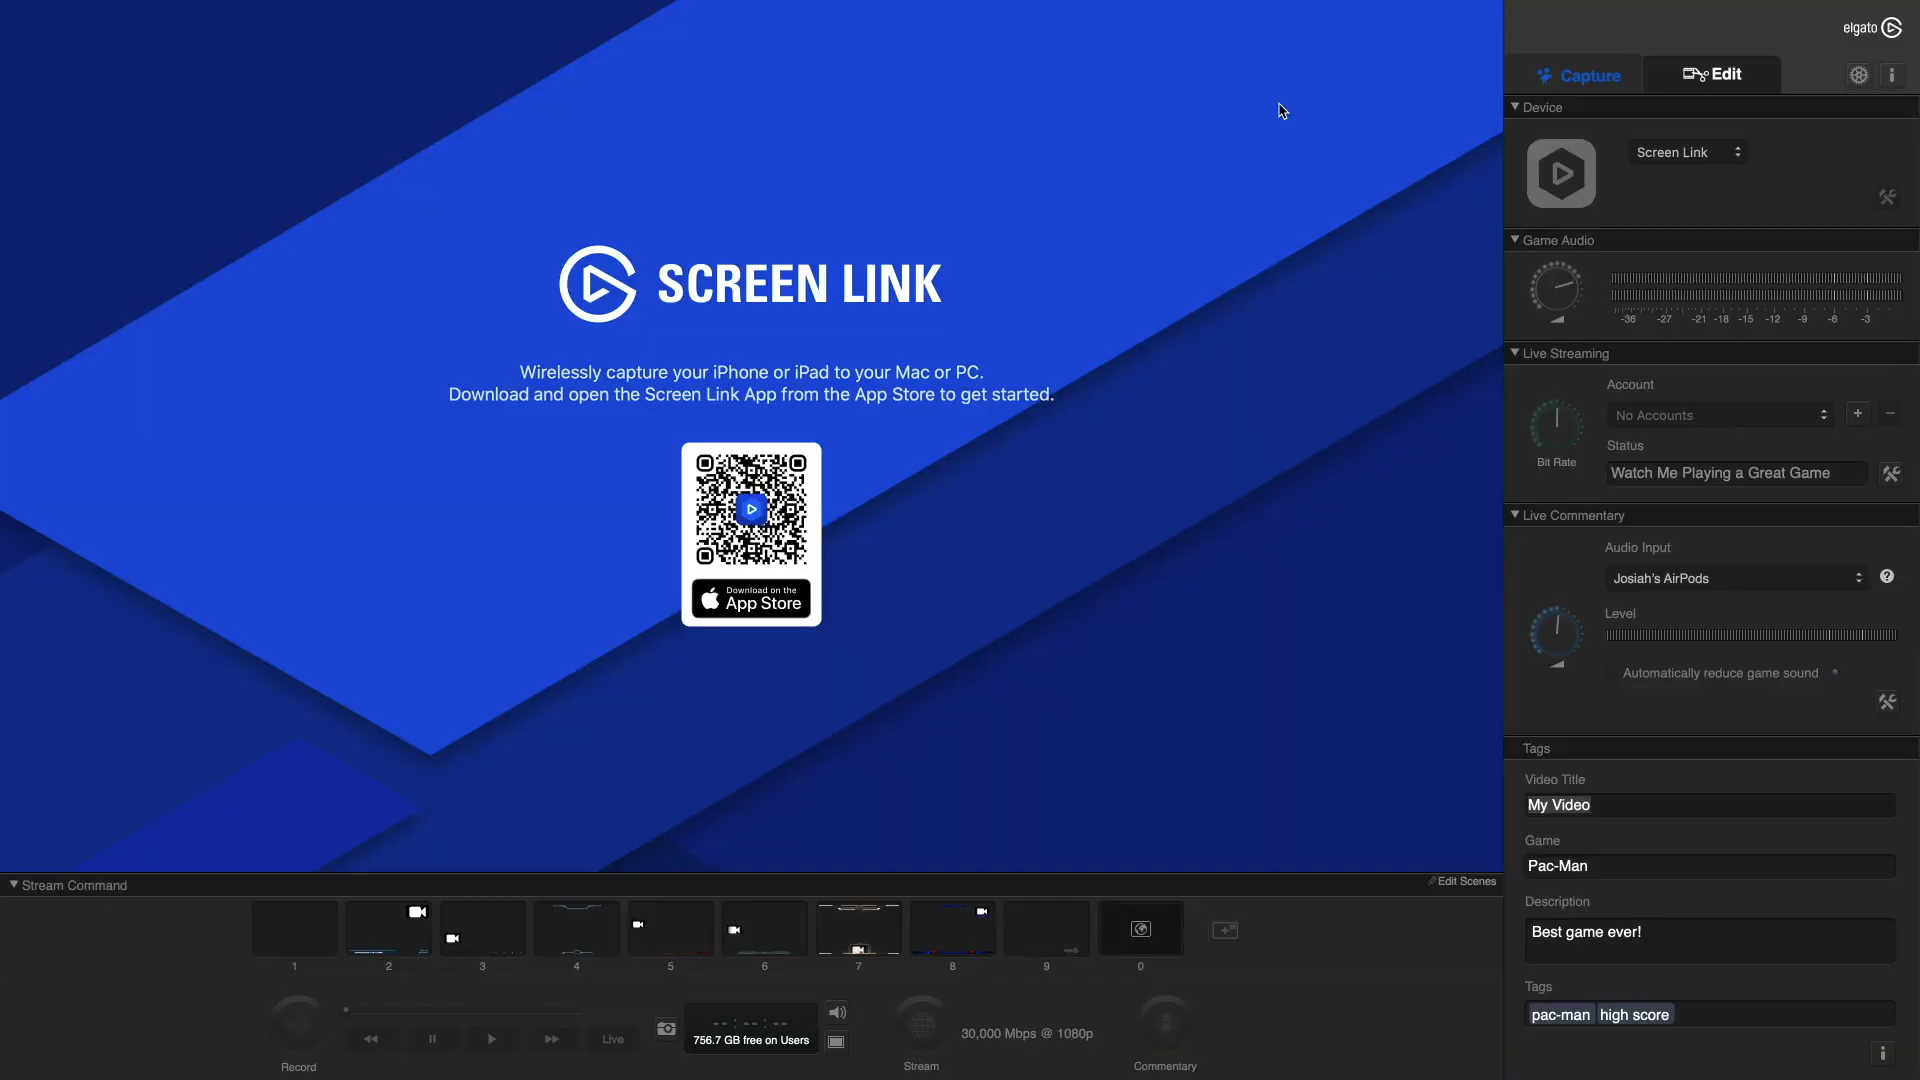 elgato
Capture
Edit
Device
Screen Link
Game Audio
-36 -27 -21 -18 -15 -12 -9 -6 -3
Live Streaming
Account
No Accounts
Bit Rate
Status
Watch Me Playing a Great Game
Live Commentary
Audio Input
Josiah's AirPods
?
Level
Automatically reduce game sound
Tags
Video Title
My Video
Game
Pac-Man
Description
Best game ever!
Tags
pac-man high score
SCREEN LINK
Wirelessly capture your iPhone or iPad to your Mac or PC.
Download and open the Screen Link App from the App Store to get started.
Download on the
App Store
Stream Command
Edit Scenes
1 2 3 4 5 6 7 8 9 0
Live
--:--:--
756.7 GB free on Users
30,000 Mbps @ 1080p
Record
Stream
Commentary